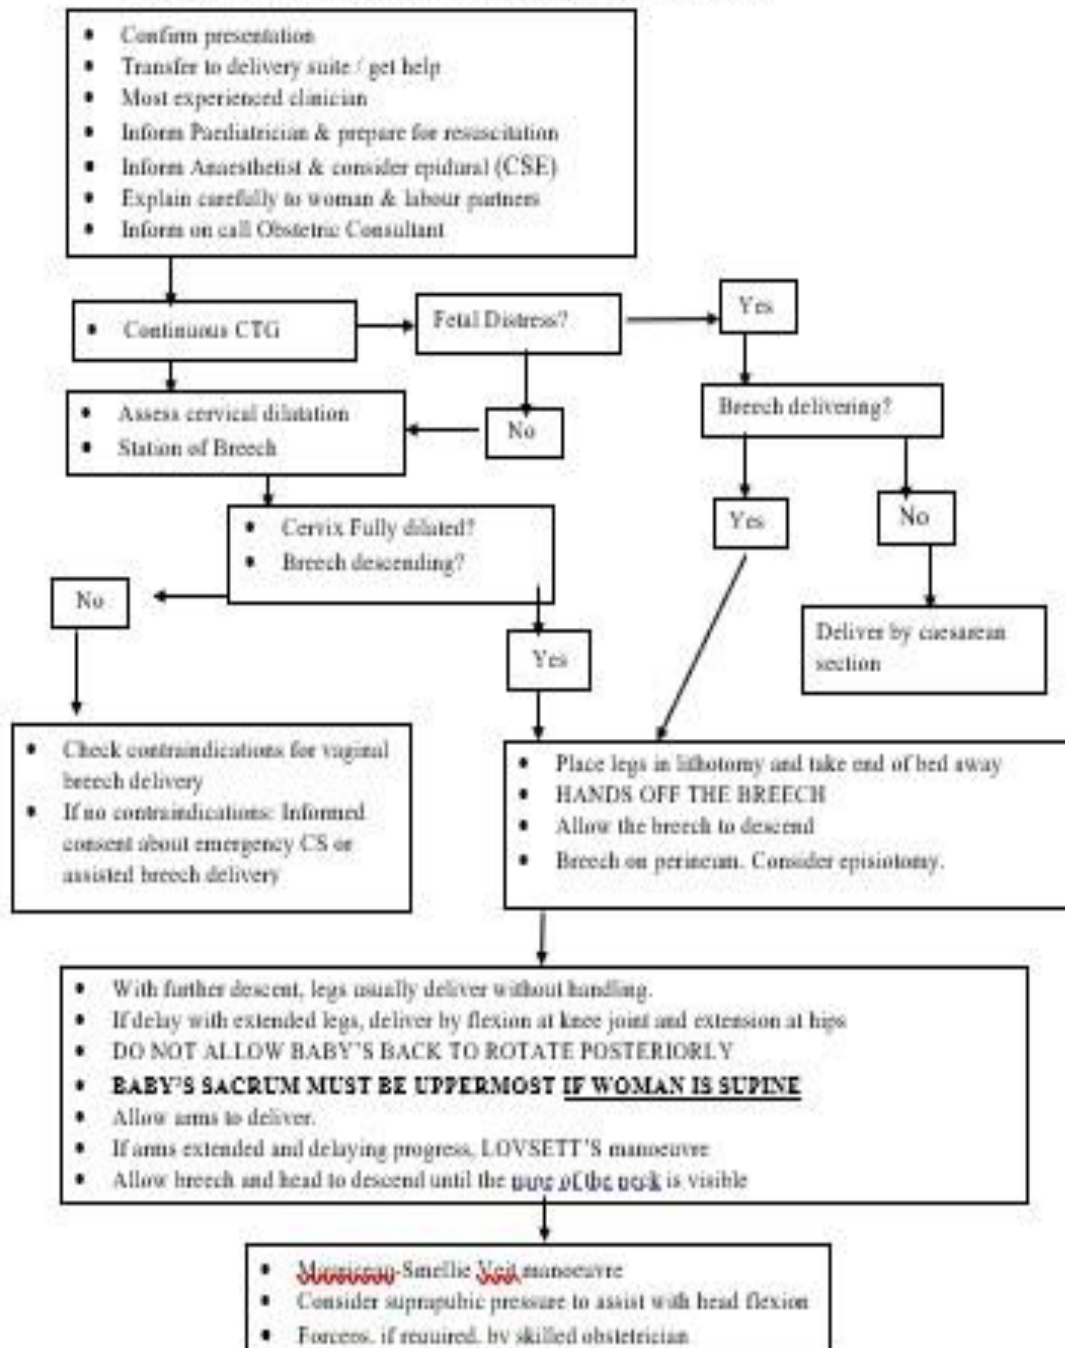 • Confirm presentation
• Transfer to delivery suite / get help
• Most experienced clinician
• Inform Paediatrician & prepare for resuscitation
• Inform Anaesthetist & consider epidural (CSE)
• Explain carefully to woman & labour partners
• Inform on call Obstetric Consultant
• Continuous CTG
Fetal Distress?
Yes
• Assess cervical dilatation
• Station of Breech
No
Breech delivering?
Yes
No
• Cervix Fully dilated?
• Breech descending?
No
Yes
Deliver by caesarean
section
• Check contraindications for vaginal
breech delivery
• If no contraindications: Informed
consent about emergency CS or
assisted breech delivery
• Place legs in lithotomy and take end of bed away
• HANDS OFF THE BREECH
• Allow the breech to descend
• Breech on perineum. Consider episiotomy.
• With further descent, legs usually deliver without handling.
• If delay with extended legs, deliver by flexion at knee joint and extension at hips
• DO NOT ALLOW BABY'S BACK TO ROTATE POSTERIORLY
• BABY'S SACRUM MUST BE UPPERMOST IF WOMAN IS SUPINE
• Allow arms to deliver.
• If arms extended and delaying progress, LOVSETT'S manoeuvre
• Allow breech and head to descend until the nape of the neck is visible
• Mauriceau-Smellie Veit manoeuvre
• Consider suprapubic pressure to assist with head flexion
• Forceps, if required, by skilled obstetrician